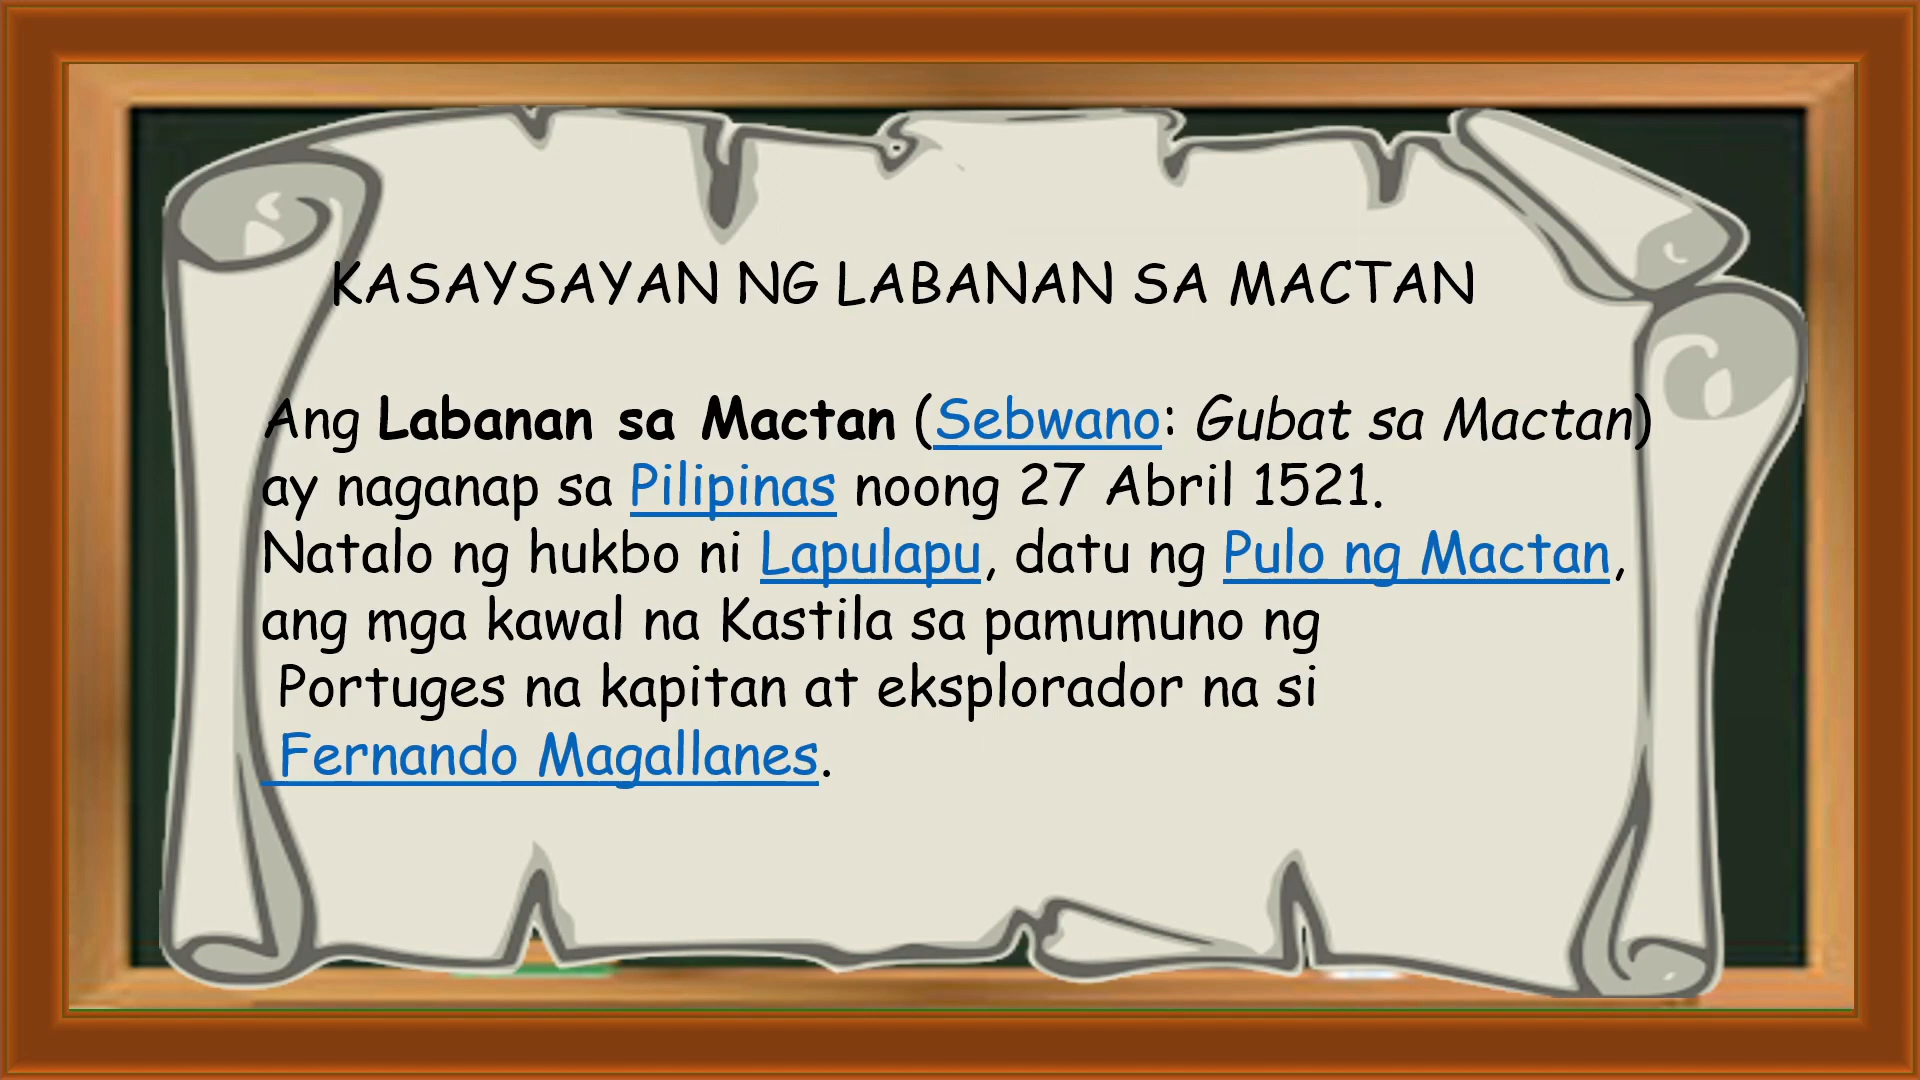 KASAYSAYAN NG LABANAN SA MACTAN
Ang Labanan sa Mactan (Sebwano: Gubat sa Mactan)
ay naganap sa Pilipinas noong 27 Abril 1521.
Natalo ng hukbo ni Lapulapu, datu ng Pulo ng Mactan,
ang mga kawal na Kastila sa pamumuno ng
Portuges na kapitan at eksplorador na si
Fernando Magallanes.